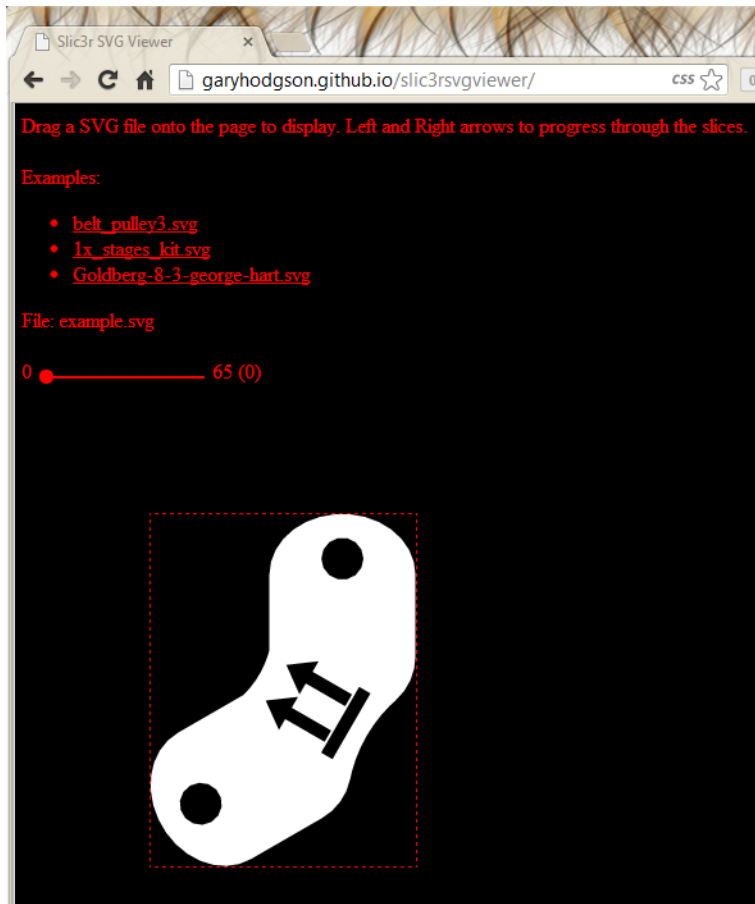 Slic3r SVG Viewer
garyhodgson.github.io/slic3rsvgviewer/
CSS
Drag a SVG file onto the page to display. Left and Right arrows to progress through the slices.
Examples:
belt_pulley3.svg
1x_stages_kit.svg
Goldberg-8-3-george-hart.svg
File: example.svg
0 65 (0)